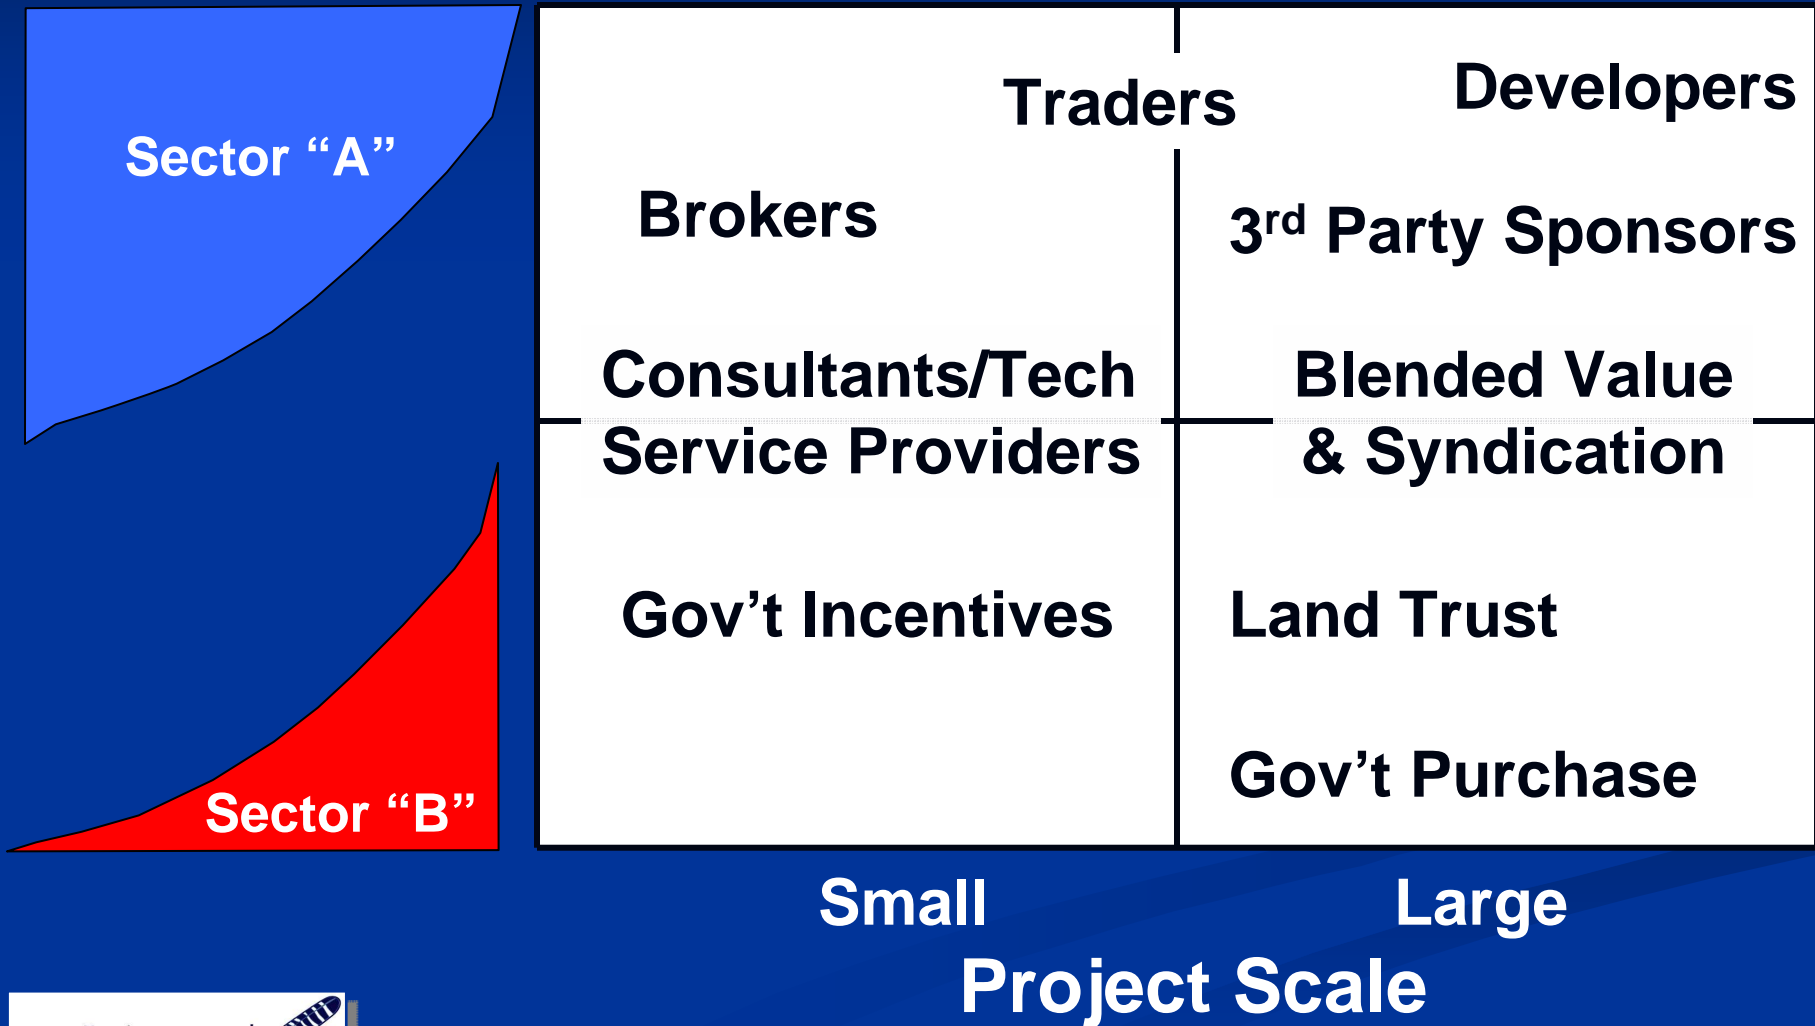 Sector “A”
Traders
Developers
Brokers
3rd Party Sponsors
Consultants/Tech
Service Providers
Blended Value
& Syndication
Gov’t Incentives
Land Trust
Gov’t Purchase
Sector “B”
Small
Large
Project Scale